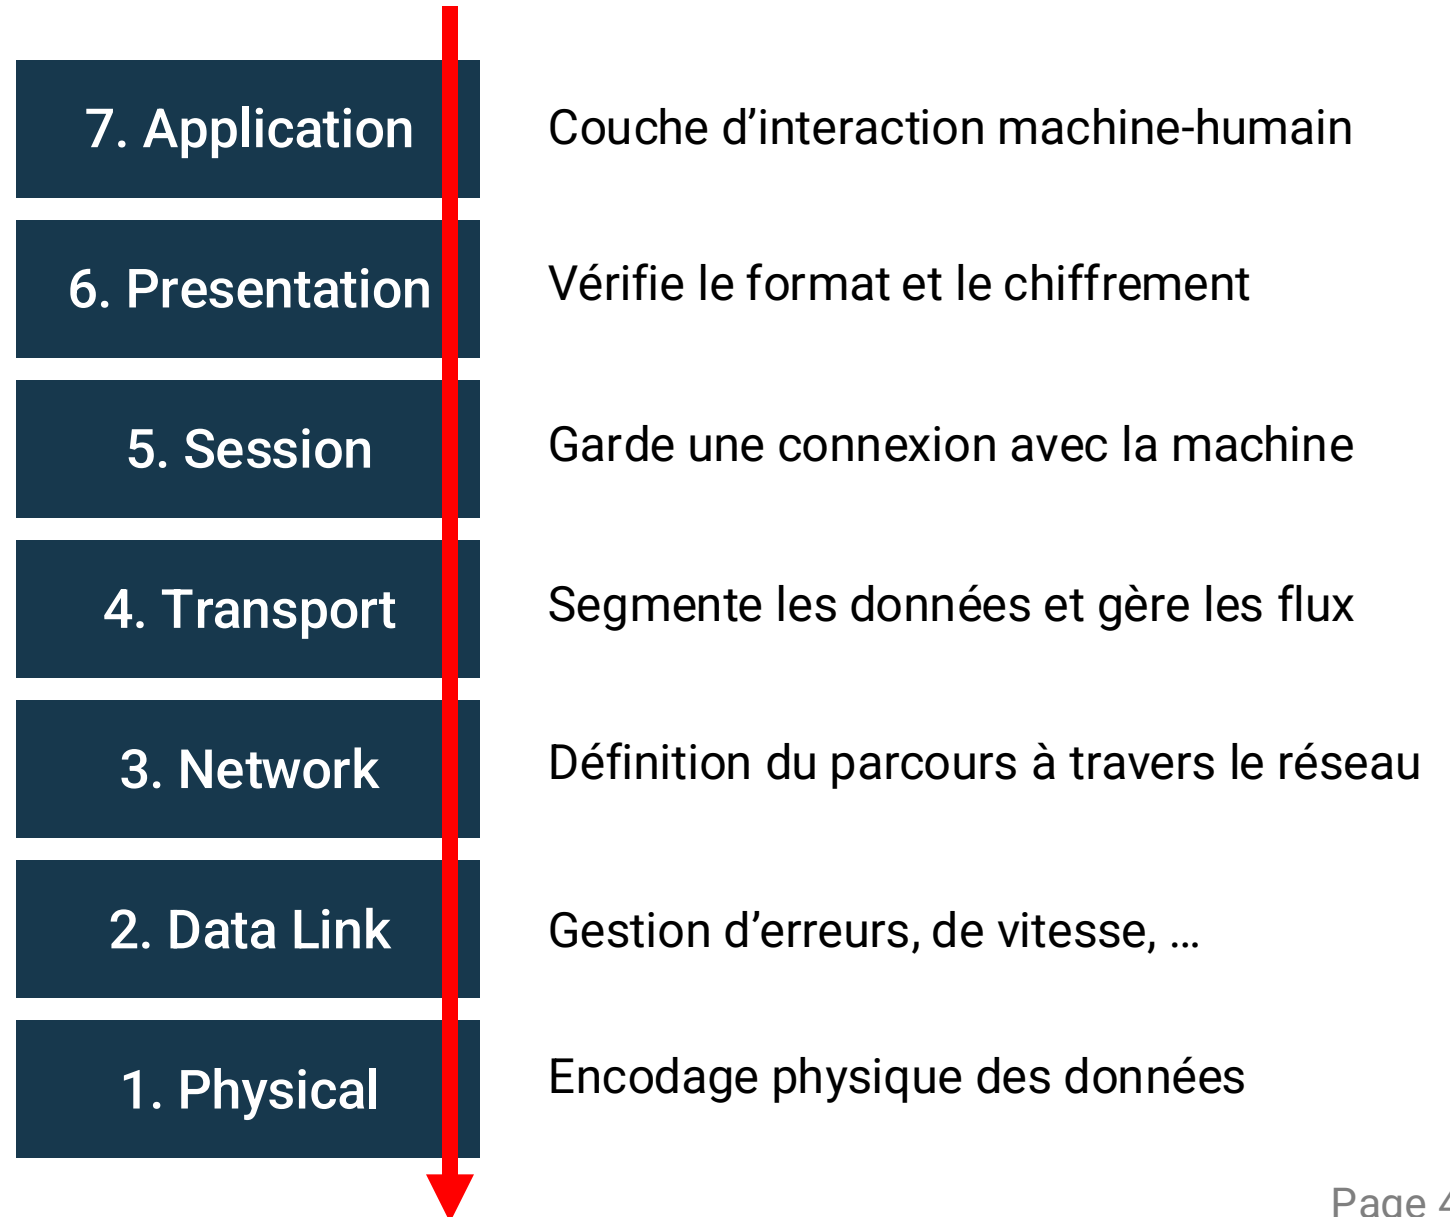 7. Application
Couche d’interaction machine-humain
6. Presentation
Vérifie le format et le chiffrement
5. Session
Garde une connexion avec la machine
4. Transport
Segmente les données et gère les flux
3. Network
Définition du parcours à travers le réseau
2. Data Link
Gestion d’erreurs, de vitesse, …
1. Physical
Encodage physique des données
Page 4